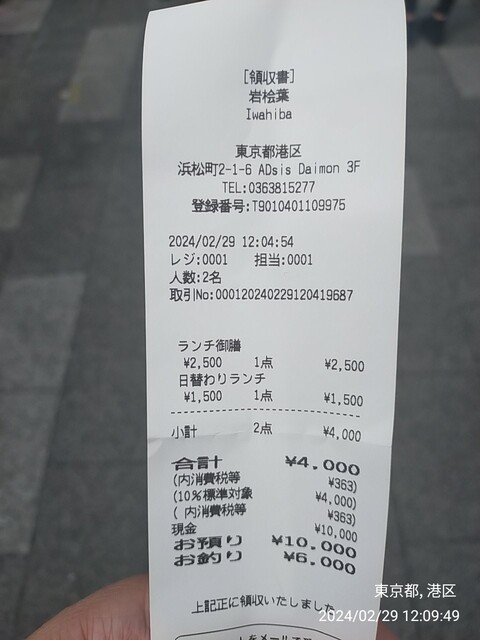 [領収書]
岩桧葉
Iwahiba
東京都港区
浜松町2-1-6 ADsis Daimon 3F
TEL:0363815277
登録番号:T9010401109975
2024/02/29 12:04:54
レジ:0001 担当:0001
人数:2名
取引No:000120240229120419687
ランチ御膳
¥2,500 1点 ¥2,500
日替わりランチ
¥1,500 1点 ¥1,500
小計 2点 ¥4,000
合計 ¥4,000
(内消費税等 ¥363)
(10%標準対象 ¥4,000)
( 内消費税等 ¥363)
現金 ¥10,000
お預り ¥10,000
お釣り ¥6,000
上記正に領収いたしました
東京都, 港区
2024/02/29 12:09:49